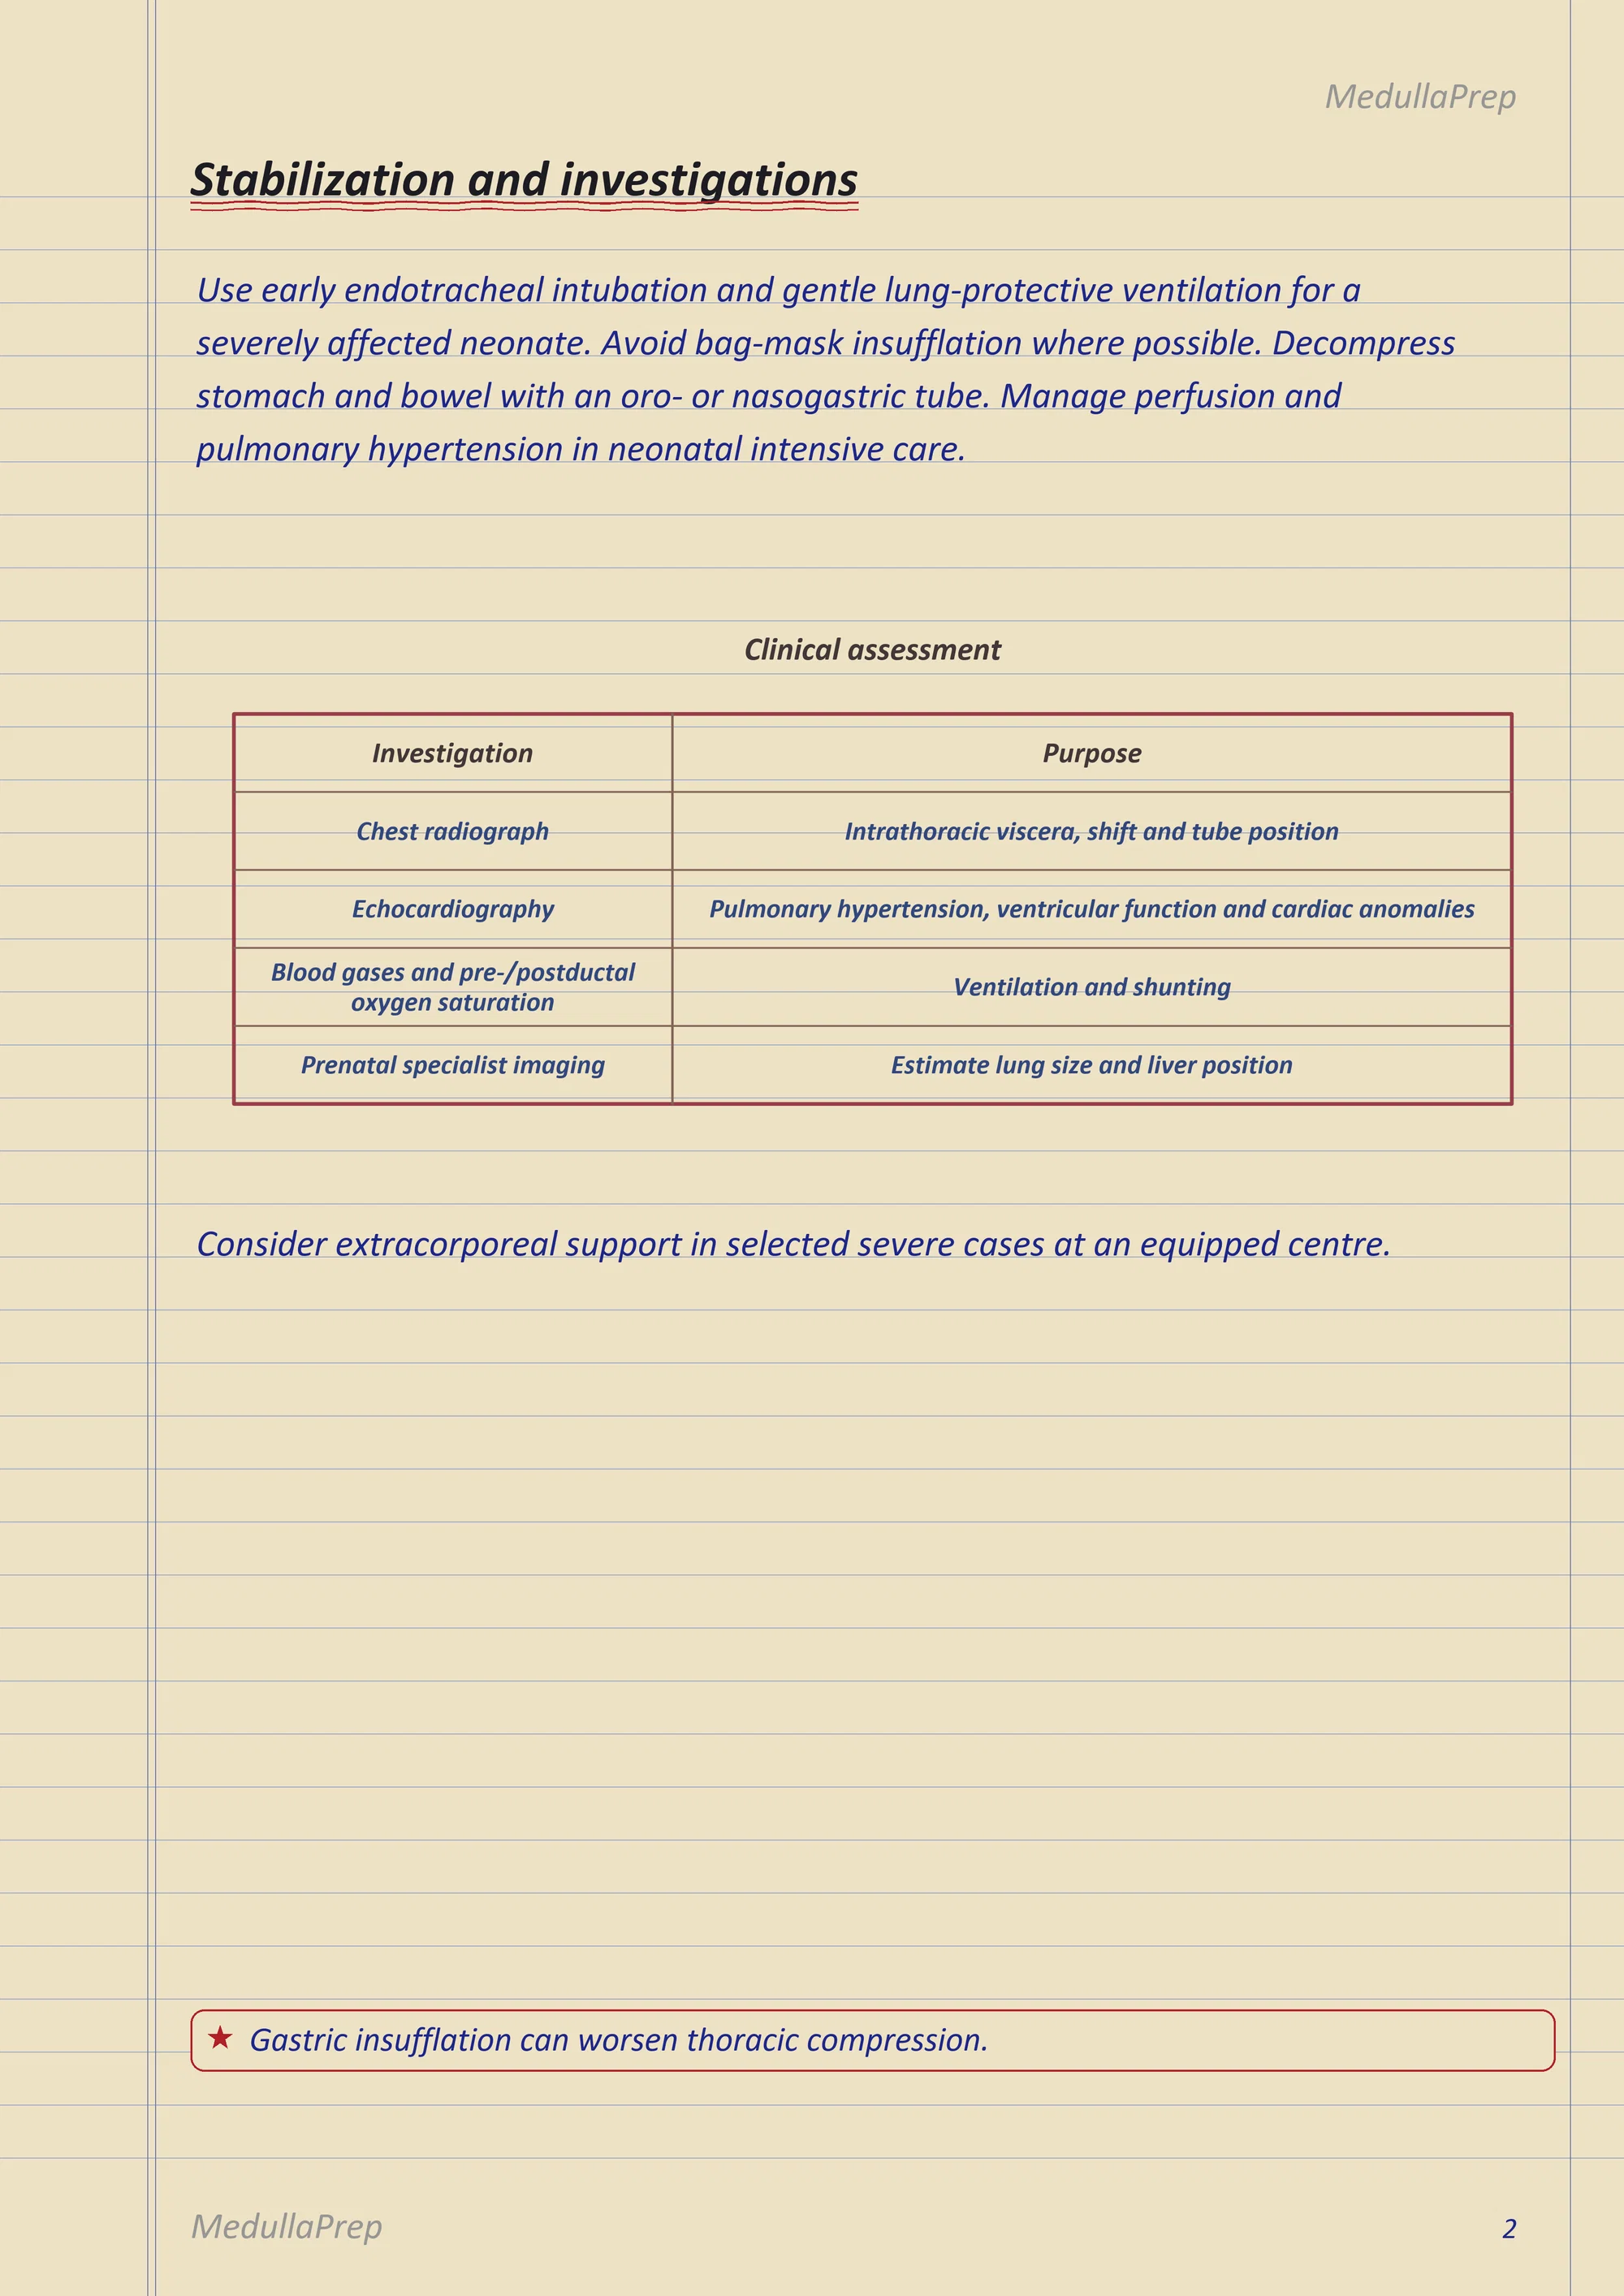 MedullaPrep
Stabilization and investigations
Use early endotracheal intubation and gentle lung-protective ventilation for a
severely affected neonate. Avoid bag-mask insufflation where possible. Decompress
stomach and bowel with an oro- or nasogastric tube. Manage perfusion and
pulmonary hypertension in neonatal intensive care.
Clinical assessment
Investigation Purpose
Chest radiograph Intrathoracic viscera, shift and tube position
Echocardiography Pulmonary hypertension, ventricular function and cardiac anomalies
Blood gases and pre-/postductal
oxygen saturation
Ventilation and shunting
Prenatal specialist imaging Estimate lung size and liver position
Consider extracorporeal support in selected severe cases at an equipped centre.
★ Gastric insufflation can worsen thoracic compression.
MedullaPrep 2